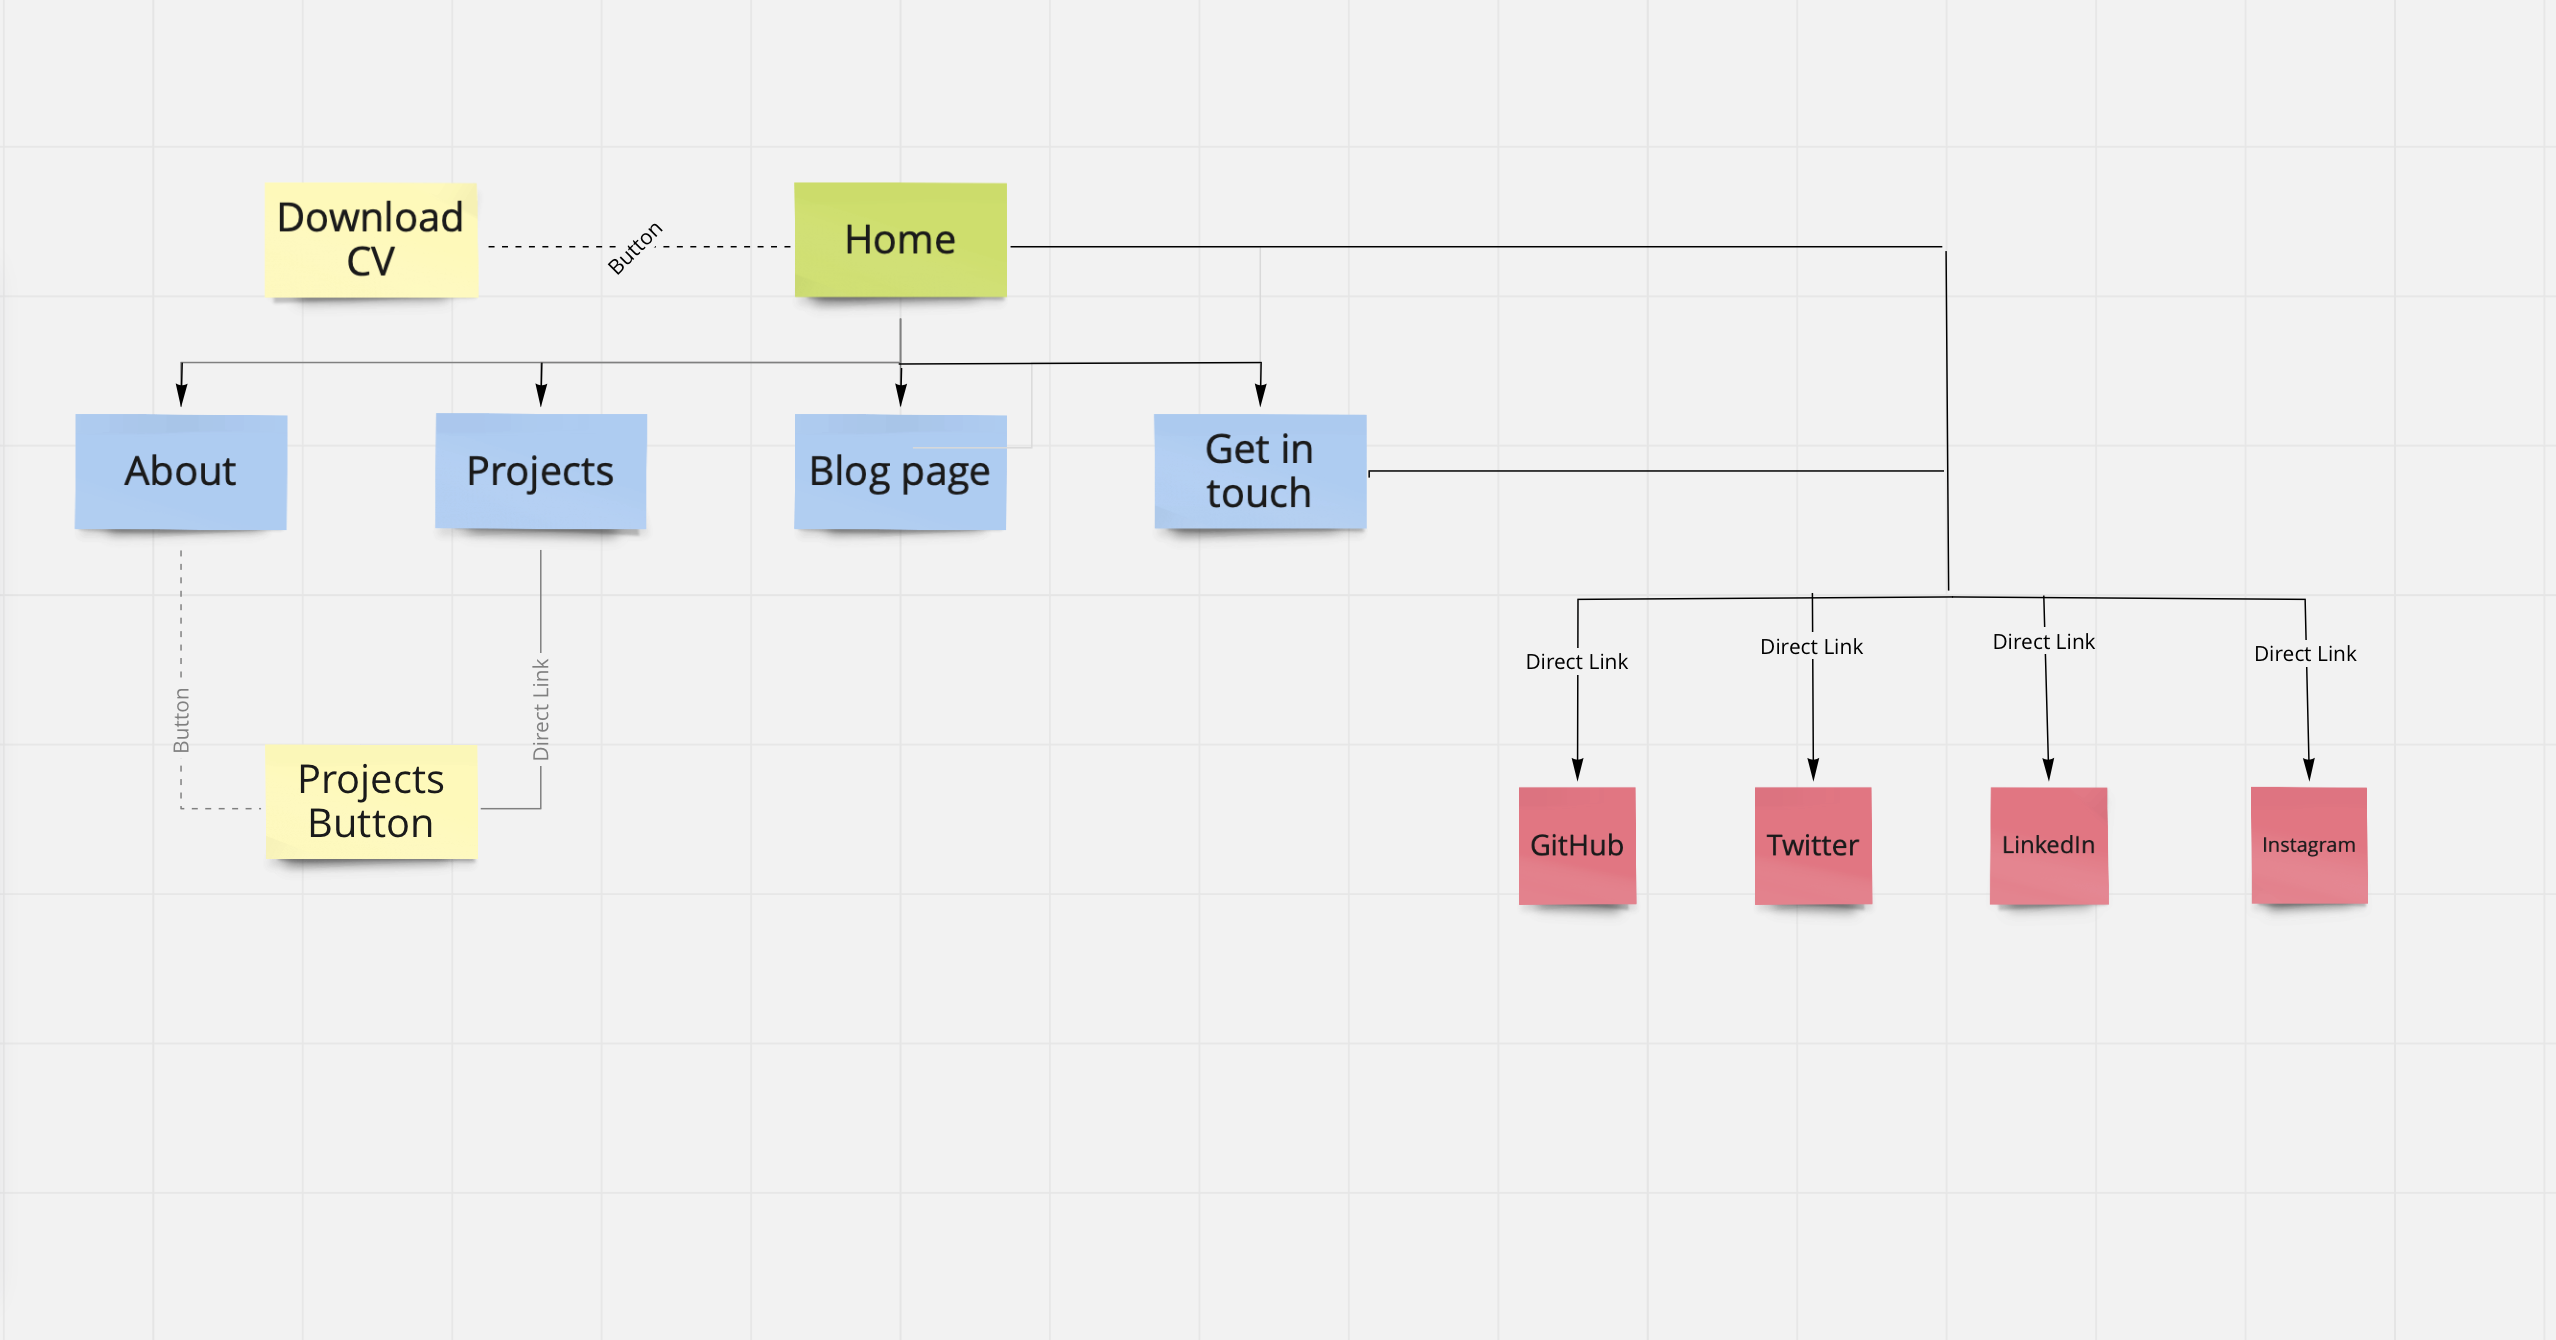 Download
CV
Button
Home
About
Projects
Blog page
Get in
touch
Button
Direct Link
Projects
Button
Direct Link
Direct Link
Direct Link
Direct Link
GitHub
Twitter
LinkedIn
Instagram